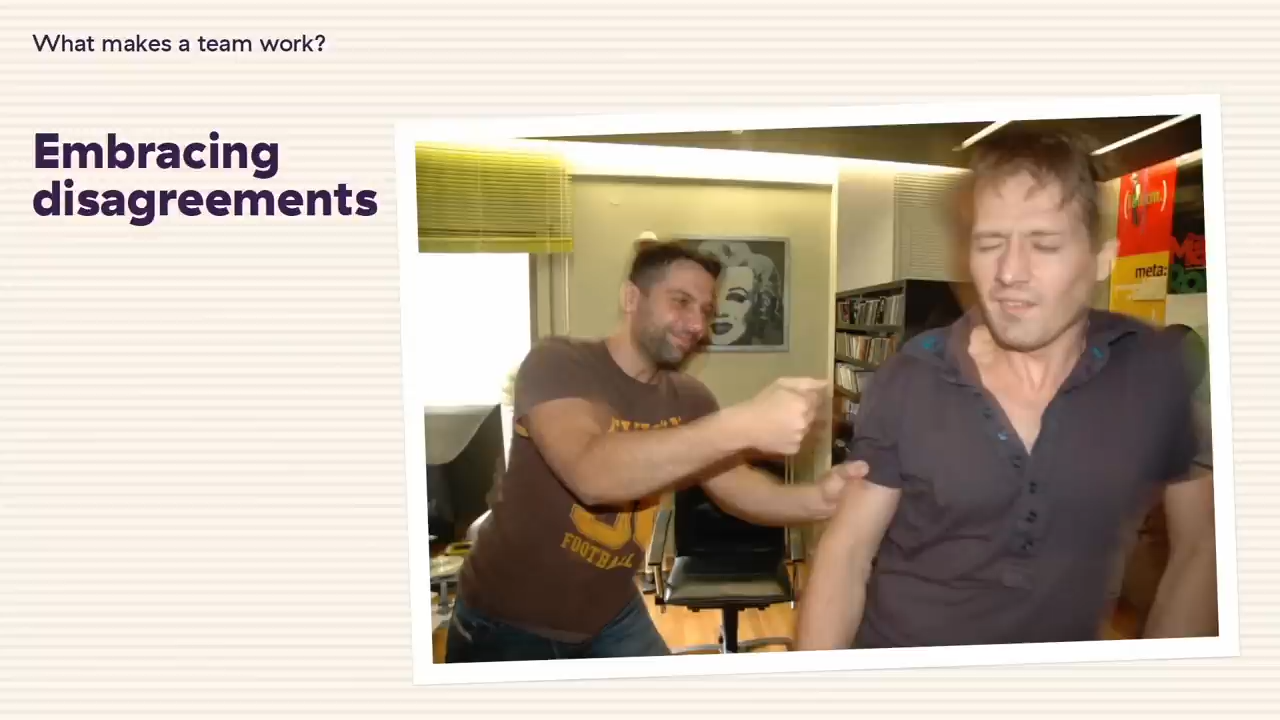 What makes a team work?
Embracing
disagreements
meta:
FOOTBALL